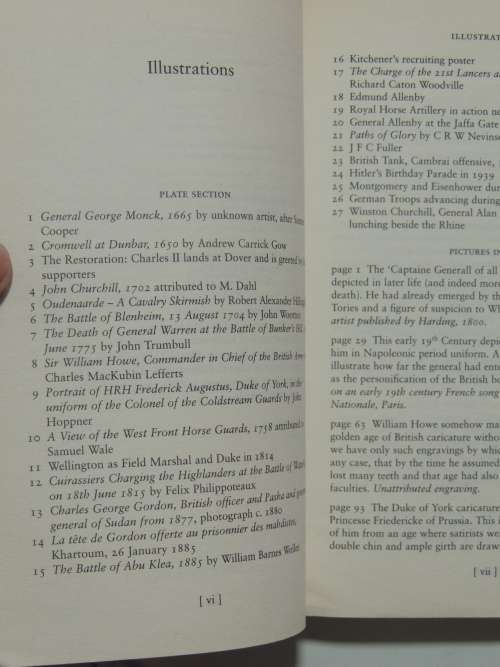 Illustrations
PLATE SECTION
1 General George Monck, 1665 by unknown artist, after
Cooper
2 Cromwell at Dunbar, 1650 by Andrew Carrick Gow
3 The Restoration: Charles II lands at Dover and is greeted
supporters
4 John Churchill, 1702 attributed to M. Dahl
5 Oudenaarde – A Cavalry Skirmish by Robert Alexander
6 The Battle of Blenheim, 13 August 1704 by John
7 The Death of General Warren at the Battle of Bunker's
June 1775 by John Trumbull
8 Sir William Howe, Commander in Chief of the British
Charles MacKubin Lefferts
9 Portrait of HRH Frederick Augustus, Duke of York, in the
uniform of the Colonel of the Coldstream Guards by John
Hoppner
10 A View of the West Front Horse Guards, 1758 attributed
Samuel Wale
11 Wellington as Field Marshal and Duke in 1814
12 Cuirassiers Charging the Highlanders at the Battle of
on 18th June 1815 by Felix Philippoteaux
13 Charles George Gordon, British officer and Pasha and
general of Sudan from 1877, photograph c. 1880
14 La tête de Gordon offerte au prisonnier des mahdistes,
Khartoum, 26 January 1885
15 The Battle of Abu Klea, 1885 by William Barnes
[ vi ]
16 Kitchener's recruiting poster
17 The Charge of the 21st Lancers
Richard Caton Woodville
18 Edmund Allenby
19 Royal Horse Artillery in action
20 General Allenby at the Jaffa Gate
21 Paths of Glory by C R W
22 J F C Fuller
23 British Tank, Cambrai offensive,
24 Hitler's Birthday Parade in 1939
25 Montgomery and Eisenhower
26 German Troops advancing during
27 Winston Churchill, General Alan
lunching beside the Rhine
PICTURES
page 1 The 'Captaine Generall of all
depicted in later life (and indeed more
death). He had already emerged by
Tories and a figure of suspicion to
artist published by Harding, 1800.
page 29 This early 19th Century
him in Napoleonic period uniform. A
illustrate how far the general had
as the personification of the British
on an early 19th century French song
Nationale, Paris.
page 63 William Howe somehow
golden age of British caricature
we have only such engravings by
any case, that by the time he assumed
lost many teeth and that age had also
faculties. Unattributed engraving.
page 93 The Duke of York
Princesse Friedericke of Prussia. This
of him from an age where satirists
double chin and ample girth are
[ vii ]